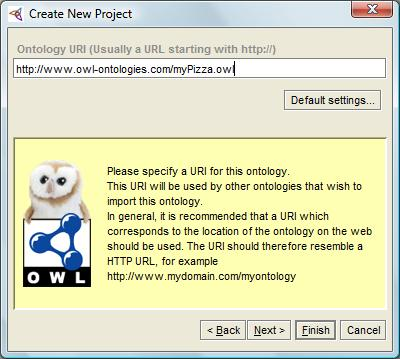 Create New Project
Ontology URI (Usually a URL starting with http://)
http://www.owl-ontologies.com/myPizza.owl
Default settings...
Please specify a URI for this ontology.
This URI will be used by other ontologies that wish to
import this ontology.
In general, it is recommended that a URI which
corresponds to the location of the ontology on the web
should be used. The URI should therefore resemble a
HTTP URL, for example
http://www.mydomain.com/myontology
OWL
< Back
Next >
Finish
Cancel